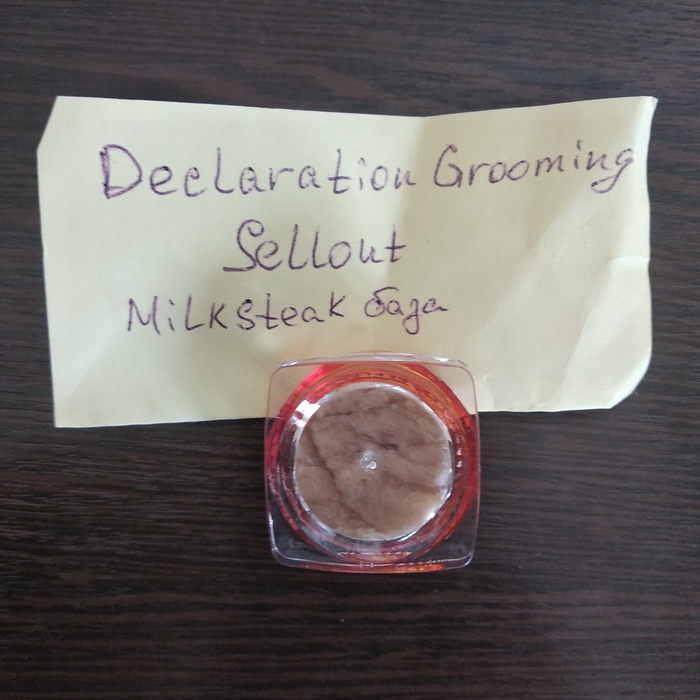 Declaration Grooming
Sellout
Milksteak база